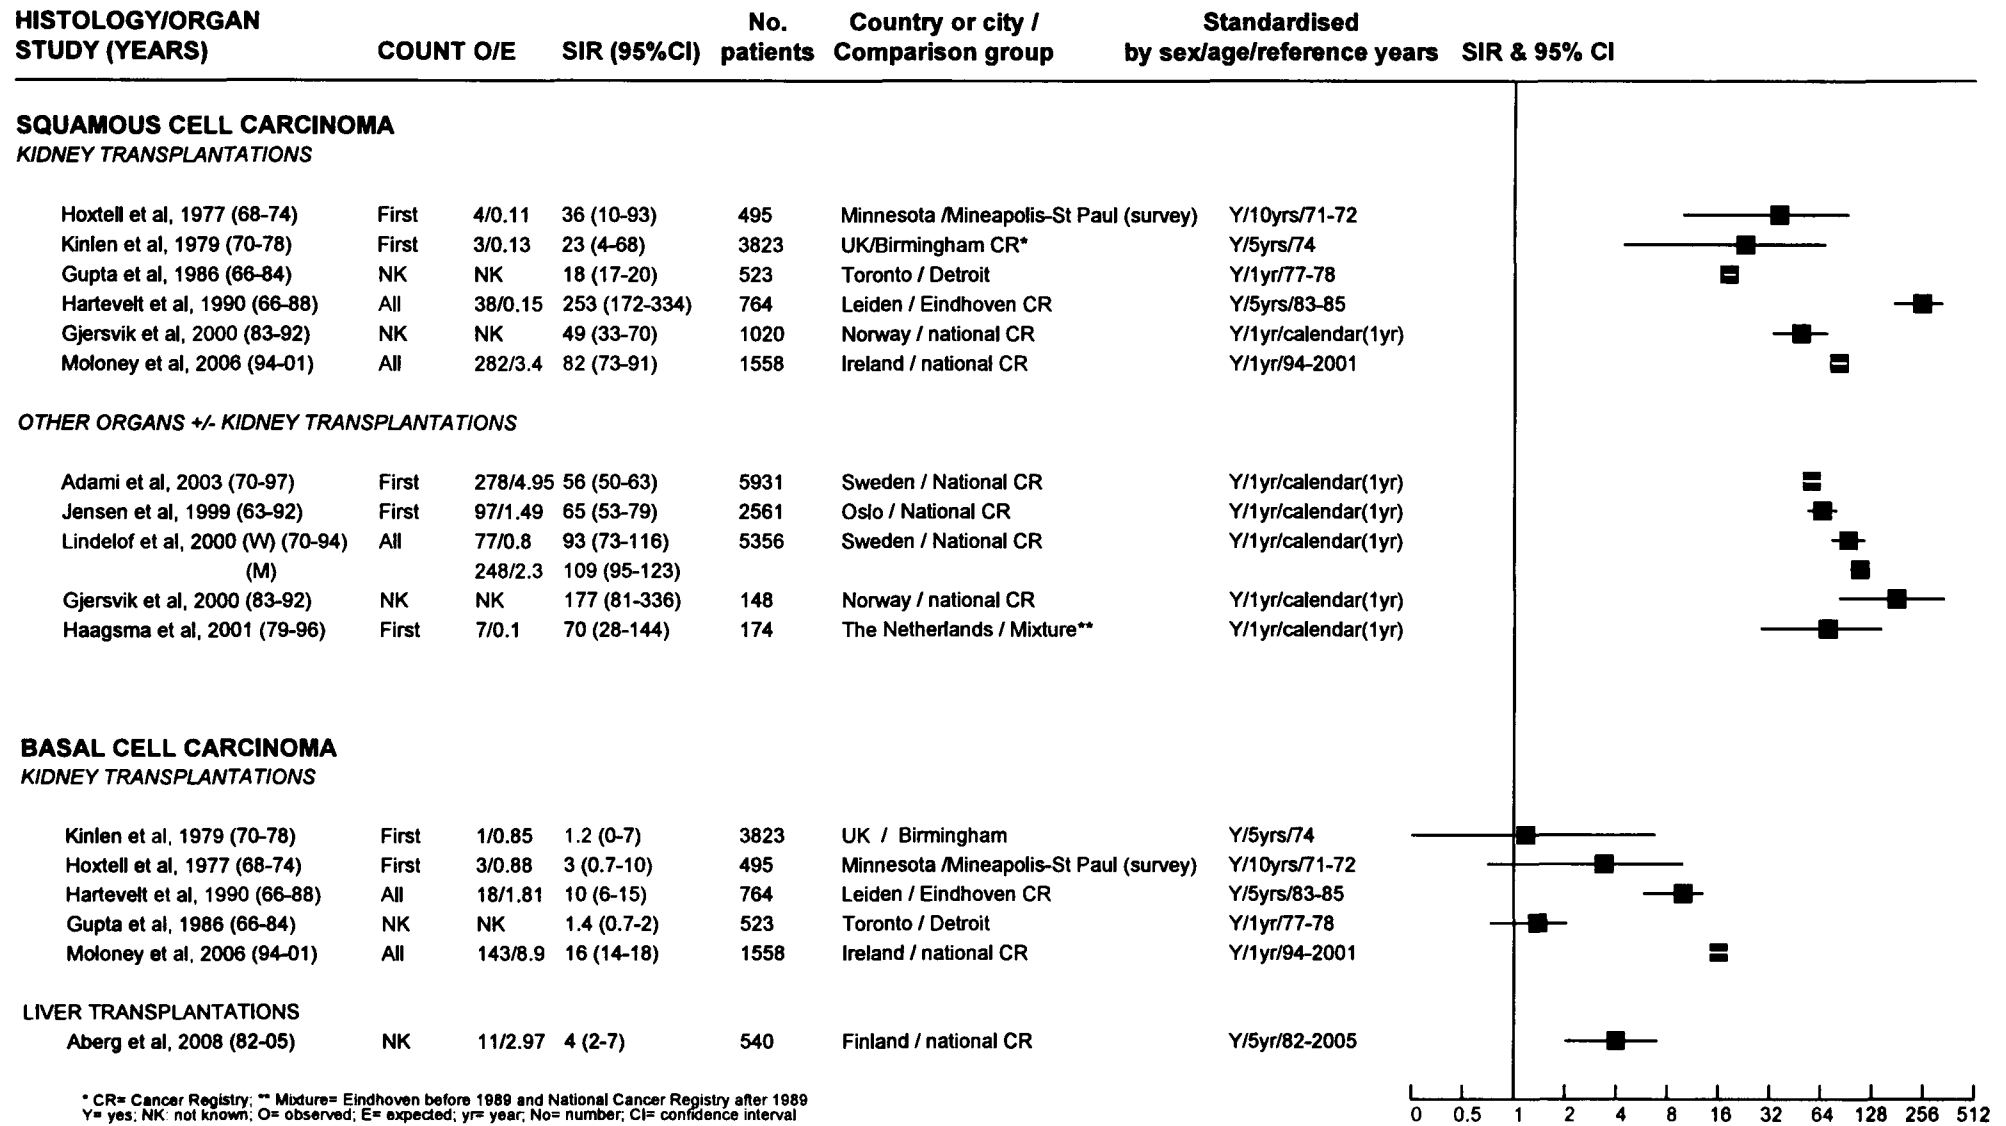 HISTOLOGY/ORGAN No. Country or city / Standardised
STUDY (YEARS) COUNT O/E SIR (95%CI) patients Comparison group by sex/age/reference years SIR & 95% CI
SQUAMOUS CELL CARCINOMA
KIDNEY TRANSPLANTATIONS
Hoxtell et al, 1977 (68-74) First 4/0.11 36 (10-93) 495 Minnesota /Mineapolis-St Paul (survey) Y/10yrs/71-72
Kinlen et al, 1979 (70-78) First 3/0.13 23 (4-68) 3823 UK/Birmingham CR* Y/5yrs/74
Gupta et al, 1986 (66-84) NK NK 18 (17-20) 523 Toronto / Detroit Y/1yr/77-78
Hartevelt et al, 1990 (66-88) All 38/0.15 253 (172-334) 764 Leiden / Eindhoven CR Y/5yrs/83-85
Gjersvik et al, 2000 (83-92) NK NK 49 (33-70) 1020 Norway / national CR Y/1yr/calendar(1yr)
Moloney et al, 2006 (94-01) All 282/3.4 82 (73-91) 1558 Ireland / national CR Y/1yr/94-2001
OTHER ORGANS +/- KIDNEY TRANSPLANTATIONS
Adami et al, 2003 (70-97) First 278/4.95 56 (50-63) 5931 Sweden / National CR Y/1yr/calendar(1yr)
Jensen et al, 1999 (63-92) First 97/1.49 65 (53-79) 2561 Oslo / National CR Y/1yr/calendar(1yr)
Lindelof et al, 2000 (W) (70-94) All 77/0.8 93 (73-116) 5356 Sweden / National CR Y/1yr/calendar(1yr)
(M) 248/2.3 109 (95-123)
Gjersvik et al, 2000 (83-92) NK NK 177 (81-336) 148 Norway / national CR Y/1yr/calendar(1yr)
Haagsma et al, 2001 (79-96) First 7/0.1 70 (28-144) 174 The Netherlands / Mixture** Y/1yr/calendar(1yr)
BASAL CELL CARCINOMA
KIDNEY TRANSPLANTATIONS
Kinlen et al, 1979 (70-78) First 1/0.85 1.2 (0-7) 3823 UK / Birmingham Y/5yrs/74
Hoxtell et al, 1977 (68-74) First 3/0.88 3 (0.7-10) 495 Minnesota /Mineapolis-St Paul (survey) Y/10yrs/71-72
Hartevelt et al, 1990 (66-88) All 18/1.81 10 (6-15) 764 Leiden / Eindhoven CR Y/5yrs/83-85
Gupta et al, 1986 (66-84) NK NK 1.4 (0.7-2) 523 Toronto / Detroit Y/1yr/77-78
Moloney et al, 2006 (94-01) All 143/8.9 16 (14-18) 1558 Ireland / national CR Y/1yr/94-2001
LIVER TRANSPLANTATIONS
Aberg et al, 2008 (82-05) NK 11/2.97 4 (2-7) 540 Finland / national CR Y/5yr/82-2005
* CR= Cancer Registry; ** Mixture= Eindhoven before 1989 and National Cancer Registry after 1989
Y= yes; NK: not known; O= observed; E= expected; yr= year; No= number; CI= confidence interval
0 0.5 1 2 4 8 16 32 64 128 256 512